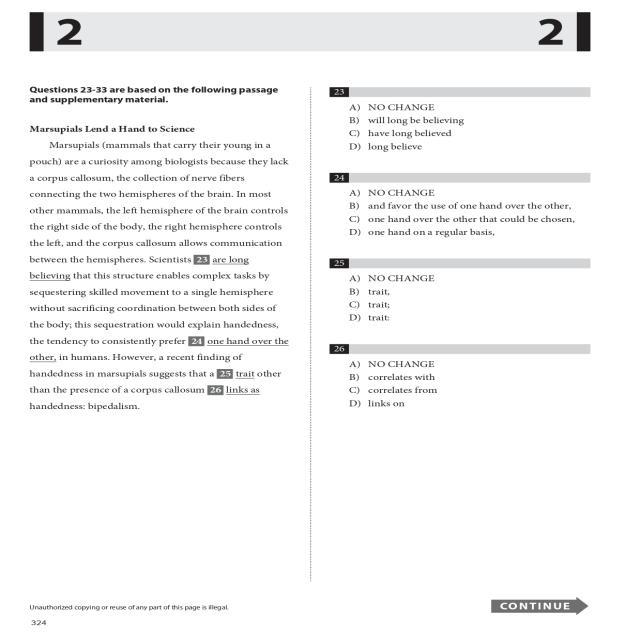 2
2
Questions 23-33 are based on the following passage
and supplementary material.
Marsupials Lend a Hand to Science
Marsupials (mammals that carry their young in a
pouch) are a curiosity among biologists because they lack
a corpus callosum, the collection of nerve fibers
connecting the two hemispheres of the brain. In most
other mammals, the left hemisphere of the brain controls
the right side of the body, the right hemisphere controls
the left, and the corpus callosum allows communication
between the hemispheres. Scientists 23 are long
believing that this structure enables complex tasks by
sequestering skilled movement to a single hemisphere
without sacrificing coordination between both sides of
the body; this sequestration would explain handedness,
the tendency to consistently prefer 24 one hand over the
other, in humans. However, a recent finding of
handedness in marsupials suggests that a 25 trait other
than the presence of a corpus callosum 26 links as
handedness: bipedalism.
23
A) NO CHANGE
B) will long be believing
C) have long believed
D) long believe
24
A) NO CHANGE
B) and favor the use of one hand over the other,
C) one hand over the other that could be chosen,
D) one hand on a regular basis,
25
A) NO CHANGE
B) trait,
C) trait;
D) trait:
26
A) NO CHANGE
B) correlates with
C) correlates from
D) links on
Unauthorized copying or reuse of any part of this page is illegal.
CONTINUE
324